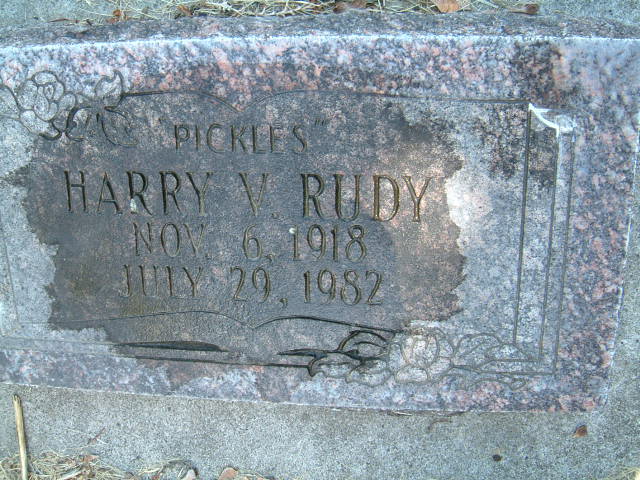 "PICKLES"
HARRY V. RUDY
NOV. 6, 1918
JULY 29, 1982